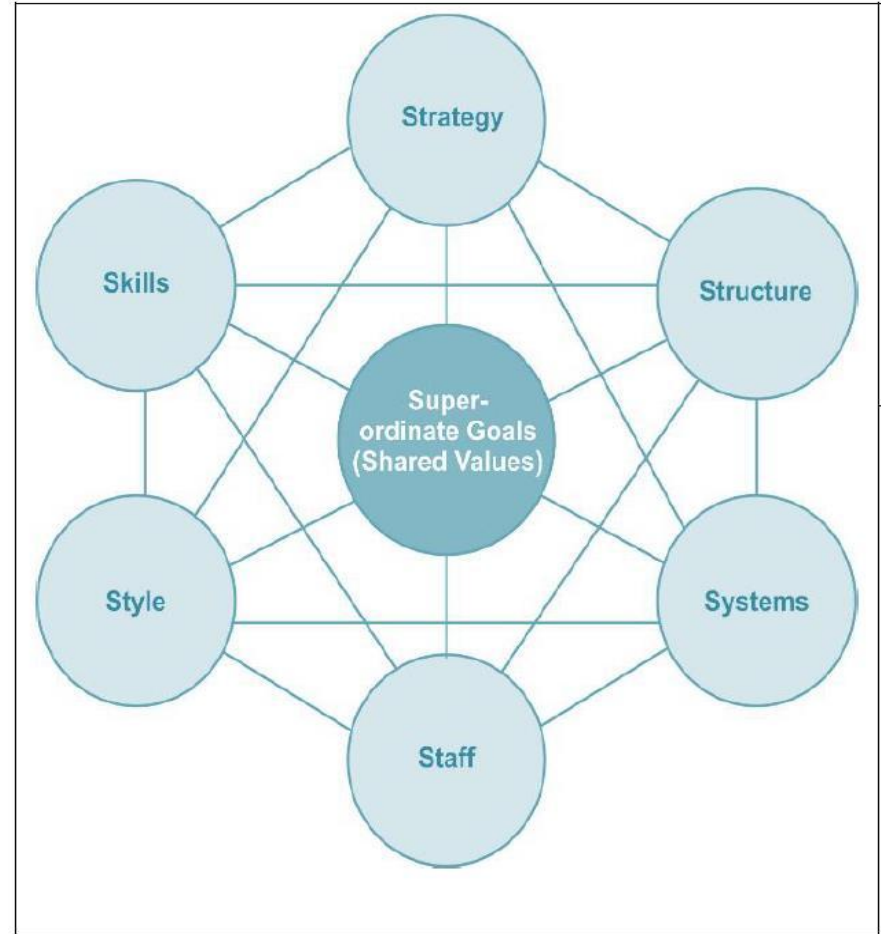 Strategy
Skills
Structure
Super-
ordinate Goals
(Shared Values)
Style
Systems
Staff